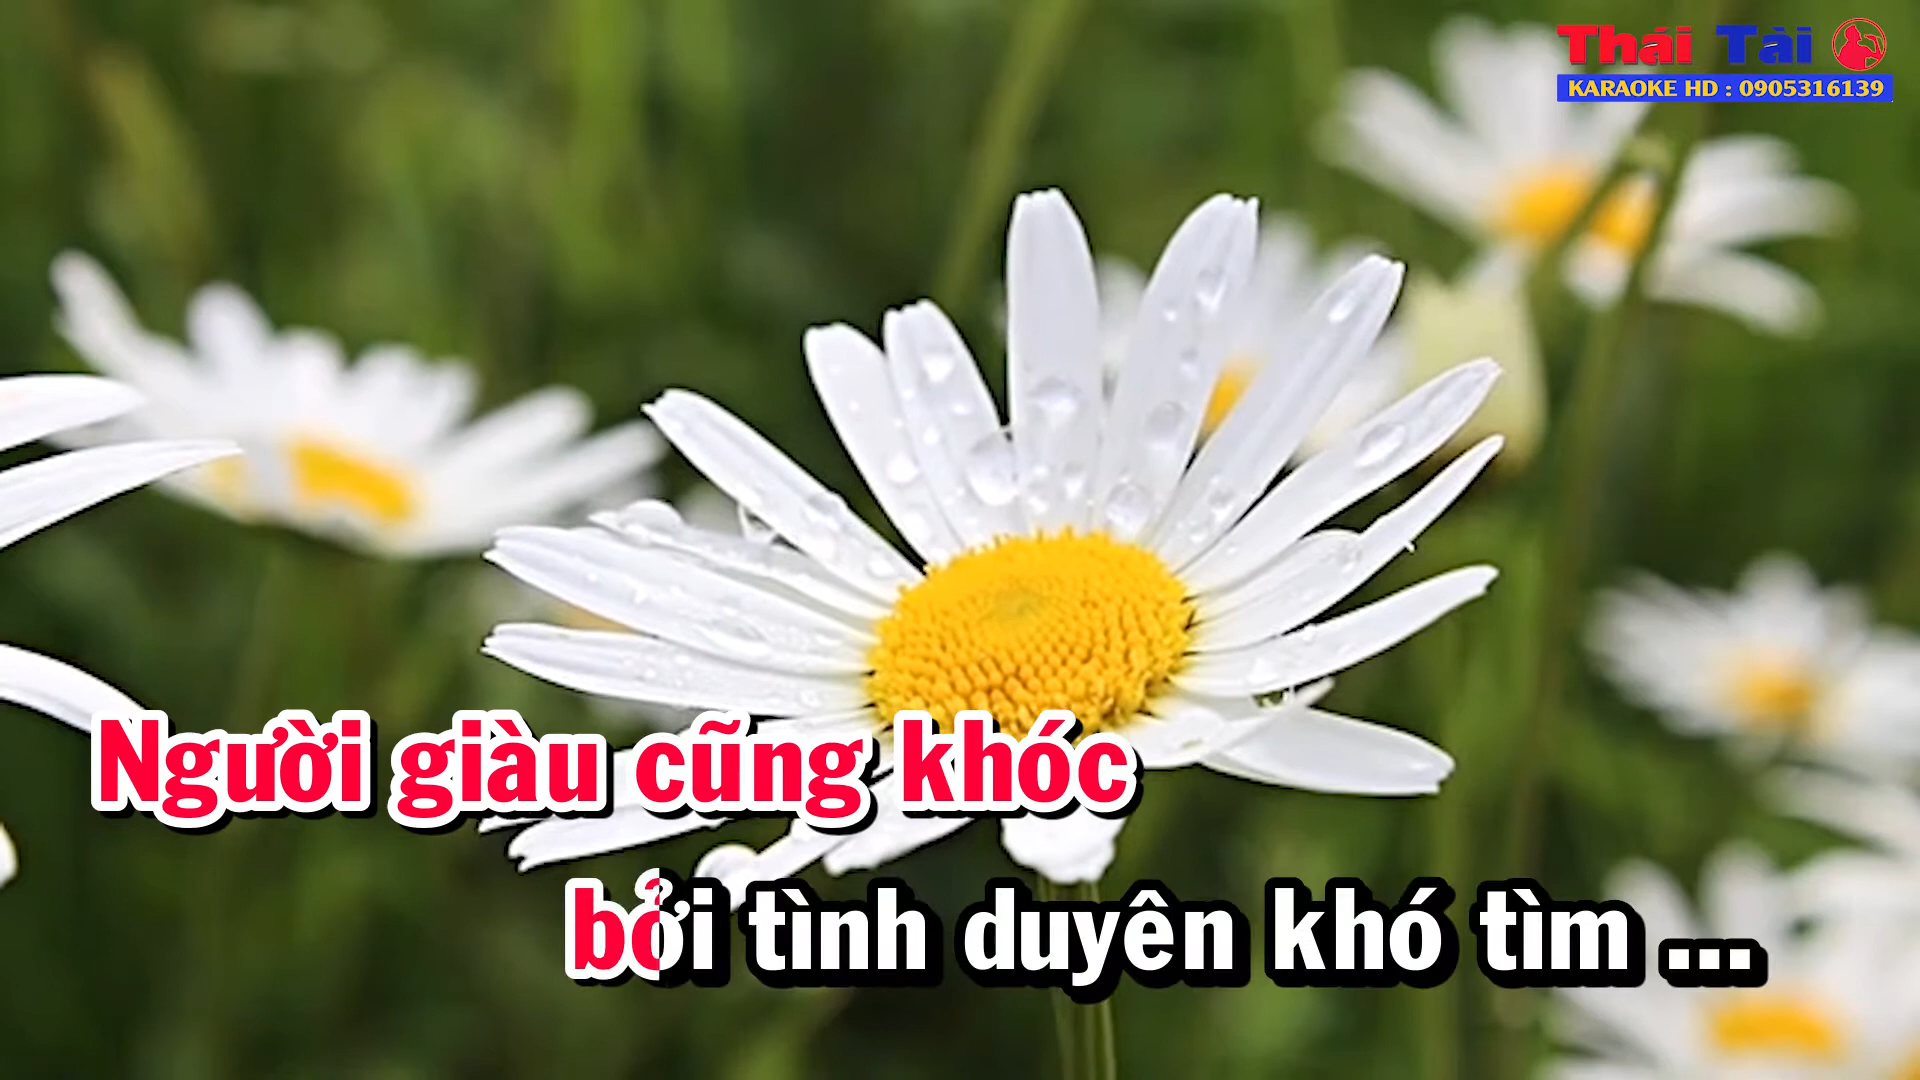 Thái Tài
KARAOKE HD : 0905316139
Người giàu cũng khóc
bởi tình duyên khó tìm ...